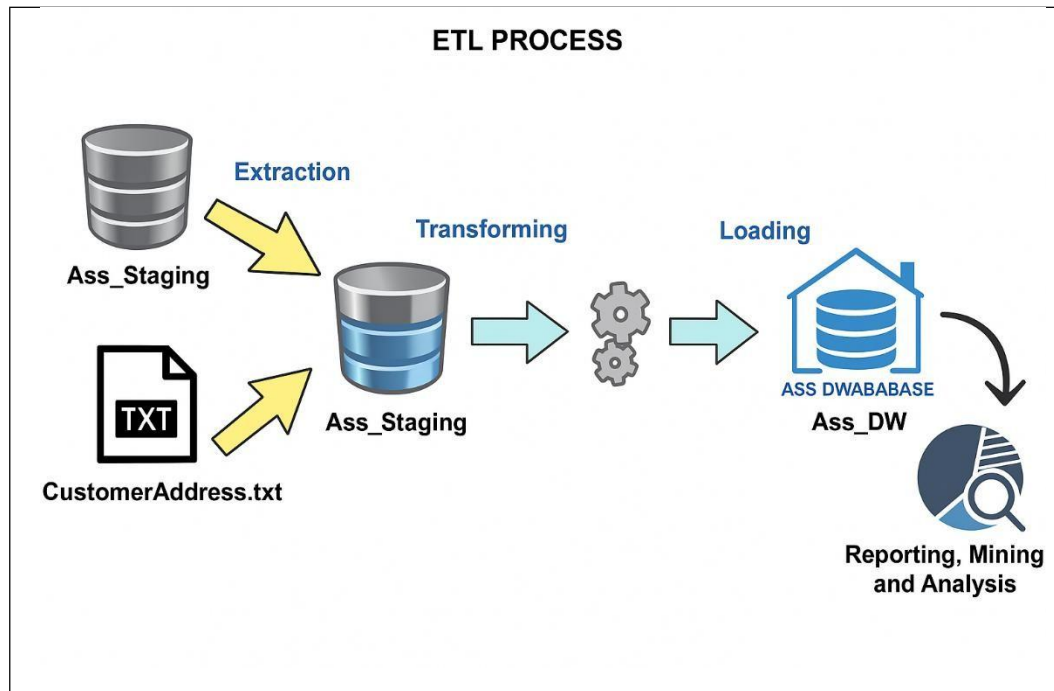 ETL PROCESS
Extraction
Ass_Staging
TXT
CustomerAddress.txt
Ass_Staging
Transforming
Loading
ASS DWABABASE
Ass_DW
Reporting, Mining
and Analysis